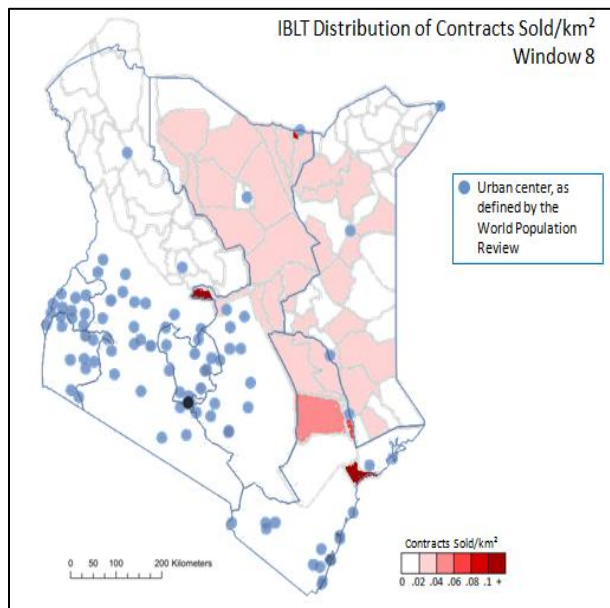 IBLT Distribution of Contracts Sold/km²
Window 8
Urban center, as
defined by the
World Population
Review
0 50 100 200 Kilometers
Contracts Sold/km²
0 .02 .04 .06 .08 .1 +